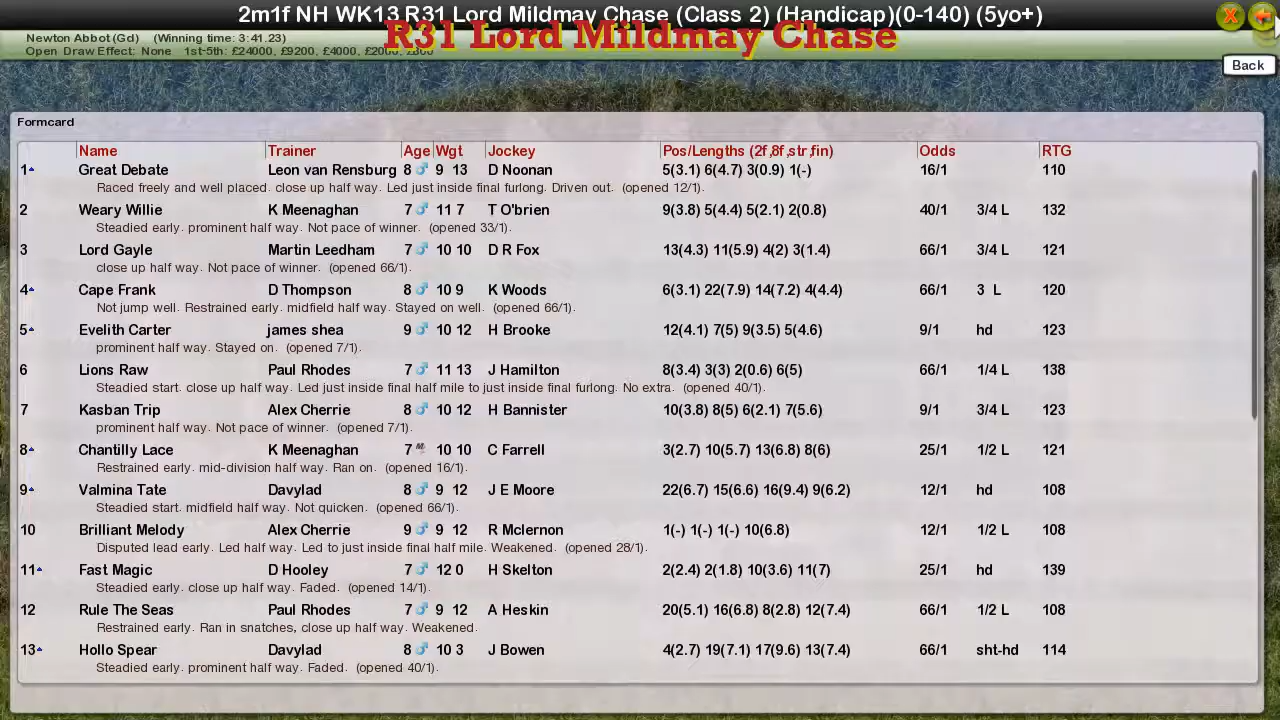 2m1f NH WK13 R31 Lord Mildmay Chase (Class 2) (Handicap)(0-140) (5yo+)
R31 Lord Mildmay Chase
Newton Abbot(Gd) (Winning time: 3:41.23)
Open Draw Effect: None 1st-5th: £24000, £9200, £4000, £2000, £800
Back
Formcard
Name Trainer Age Wgt Jockey Pos/Lengths (2f,8f,str,fin) Odds RTG
1 Great Debate Leon van Rensburg 8 9 13 D Noonan 5(3.1) 6(4.7) 3(0.9) 1(-) 16/1 110
Raced freely and well placed. close up half way. Led just inside final furlong. Driven out. (opened 12/1).
2 Weary Willie K Meenaghan 7 11 7 T O'brien 9(3.8) 5(4.4) 5(2.1) 2(0.8) 40/1 3/4 L 132
Steadied early. prominent half way. Not pace of winner. (opened 33/1).
3 Lord Gayle Martin Leedham 7 10 10 D R Fox 13(4.3) 11(5.9) 4(2) 3(1.4) 66/1 3/4 L 121
close up half way. Not pace of winner. (opened 66/1).
4 Cape Frank D Thompson 8 10 9 K Woods 6(3.1) 22(7.9) 14(7.2) 4(4.4) 66/1 3 L 120
Not jump well. Restrained early. midfield half way. Stayed on well. (opened 66/1).
5 Evelith Carter james shea 9 10 12 H Brooke 12(4.1) 7(5) 9(3.5) 5(4.6) 9/1 hd 123
prominent half way. Stayed on. (opened 7/1).
6 Lions Raw Paul Rhodes 7 11 13 J Hamilton 8(3.4) 3(3) 2(0.6) 6(5) 66/1 1/4 L 138
Steadied start. close up half way. Led just inside final half mile to just inside final furlong. No extra. (opened 40/1).
7 Kasban Trip Alex Cherrie 8 10 12 H Bannister 10(3.8) 8(5) 6(2.1) 7(5.6) 9/1 3/4 L 123
prominent half way. Not pace of winner. (opened 7/1).
8 Chantilly Lace K Meenaghan 7 10 10 C Farrell 3(2.7) 10(5.7) 13(6.8) 8(6) 25/1 1/2 L 121
Restrained early. mid-division half way. Ran on. (opened 16/1).
9 Valmina Tate Davylad 8 9 12 J E Moore 22(6.7) 15(6.6) 16(9.4) 9(6.2) 12/1 hd 108
Steadied start. midfield half way. Not quicken. (opened 66/1).
10 Brilliant Melody Alex Cherrie 9 9 12 R Mclernon 1(-) 1(-) 1(-) 10(6.8) 12/1 1/2 L 108
Disputed lead early. Led half way. Led to just inside final half mile. Weakened. (opened 28/1).
11 Fast Magic D Hooley 7 12 0 H Skelton 2(2.4) 2(1.8) 10(3.6) 11(7) 25/1 hd 139
Steadied early. close up half way. Faded. (opened 14/1).
12 Rule The Seas Paul Rhodes 7 9 12 A Heskin 20(5.1) 16(6.8) 8(2.8) 12(7.4) 66/1 1/2 L 108
Restrained early. Ran in snatches, close up half way. Weakened.
13 Hollo Spear Davylad 8 10 3 J Bowen 4(2.7) 19(7.1) 17(9.6) 13(7.4) 66/1 sht-hd 114
Steadied early. prominent half way. Faded. (opened 40/1).